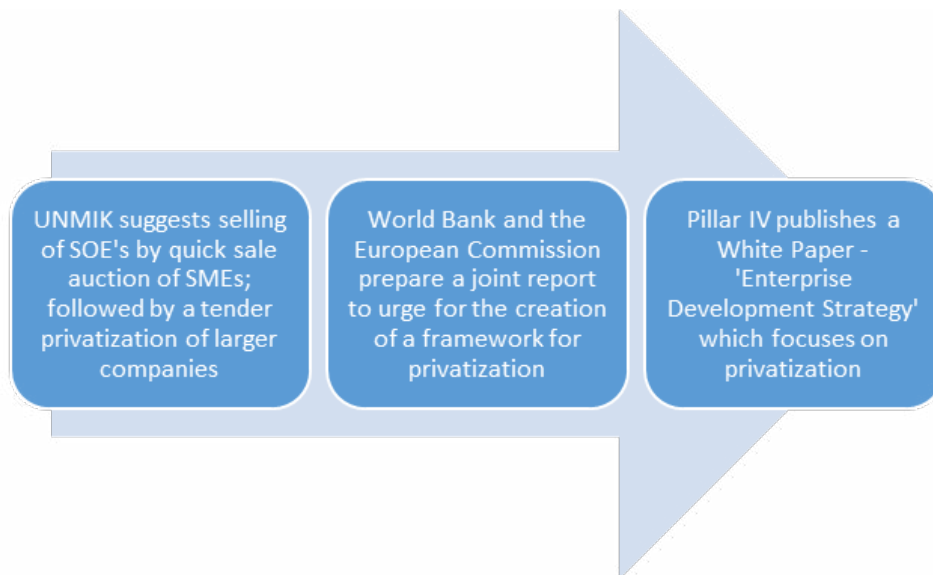 UNMIK suggests selling
of SOE's by quick sale
auction of SMEs;
followed by a tender
privatization of larger
companies
World Bank and the
European Commission
prepare a joint report
to urge for the creation
of a framework for
privatization
Pillar IV publishes a
White Paper -
'Enterprise
Development Strategy'
which focuses on
privatization